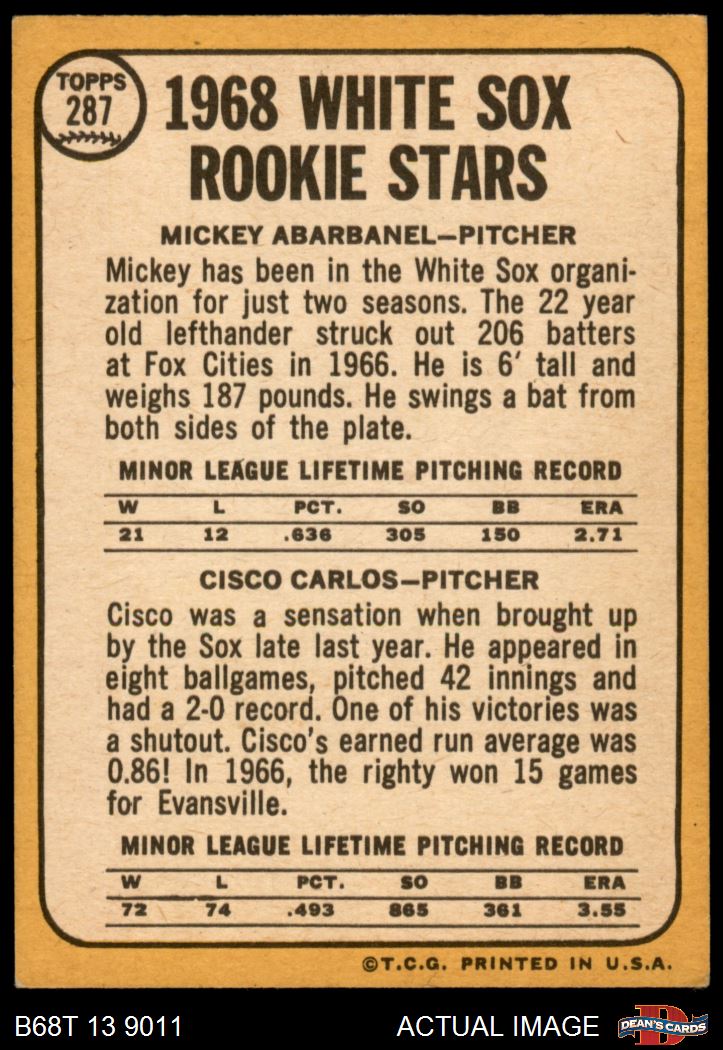 TOPPS
287
1968 WHITE SOX
ROOKIE STARS
MICKEY ABARBANEL—PITCHER
Mickey has been in the White Sox organi-
zation for just two seasons. The 22 year
old lefthander struck out 206 batters
at Fox Cities in 1966. He is 6' tall and
weighs 187 pounds. He swings a bat from
both sides of the plate.
MINOR LEAGUE LIFETIME PITCHING RECORD
W L PCT. SO BB ERA
21 12 .636 305 150 2.71
CISCO CARLOS—PITCHER
Cisco was a sensation when brought up
by the Sox late last year. He appeared in
eight ballgames, pitched 42 innings and
had a 2-0 record. One of his victories was
a shutout. Cisco's earned run average was
0.86! In 1966, the righty won 15 games
for Evansville.
MINOR LEAGUE LIFETIME PITCHING RECORD
W L PCT. SO BB ERA
72 74 .493 865 361 3.55
©T.C.G. PRINTED IN U.S.A.
B68T 13 9011 ACTUAL IMAGE
D
DEAN'S CARDS